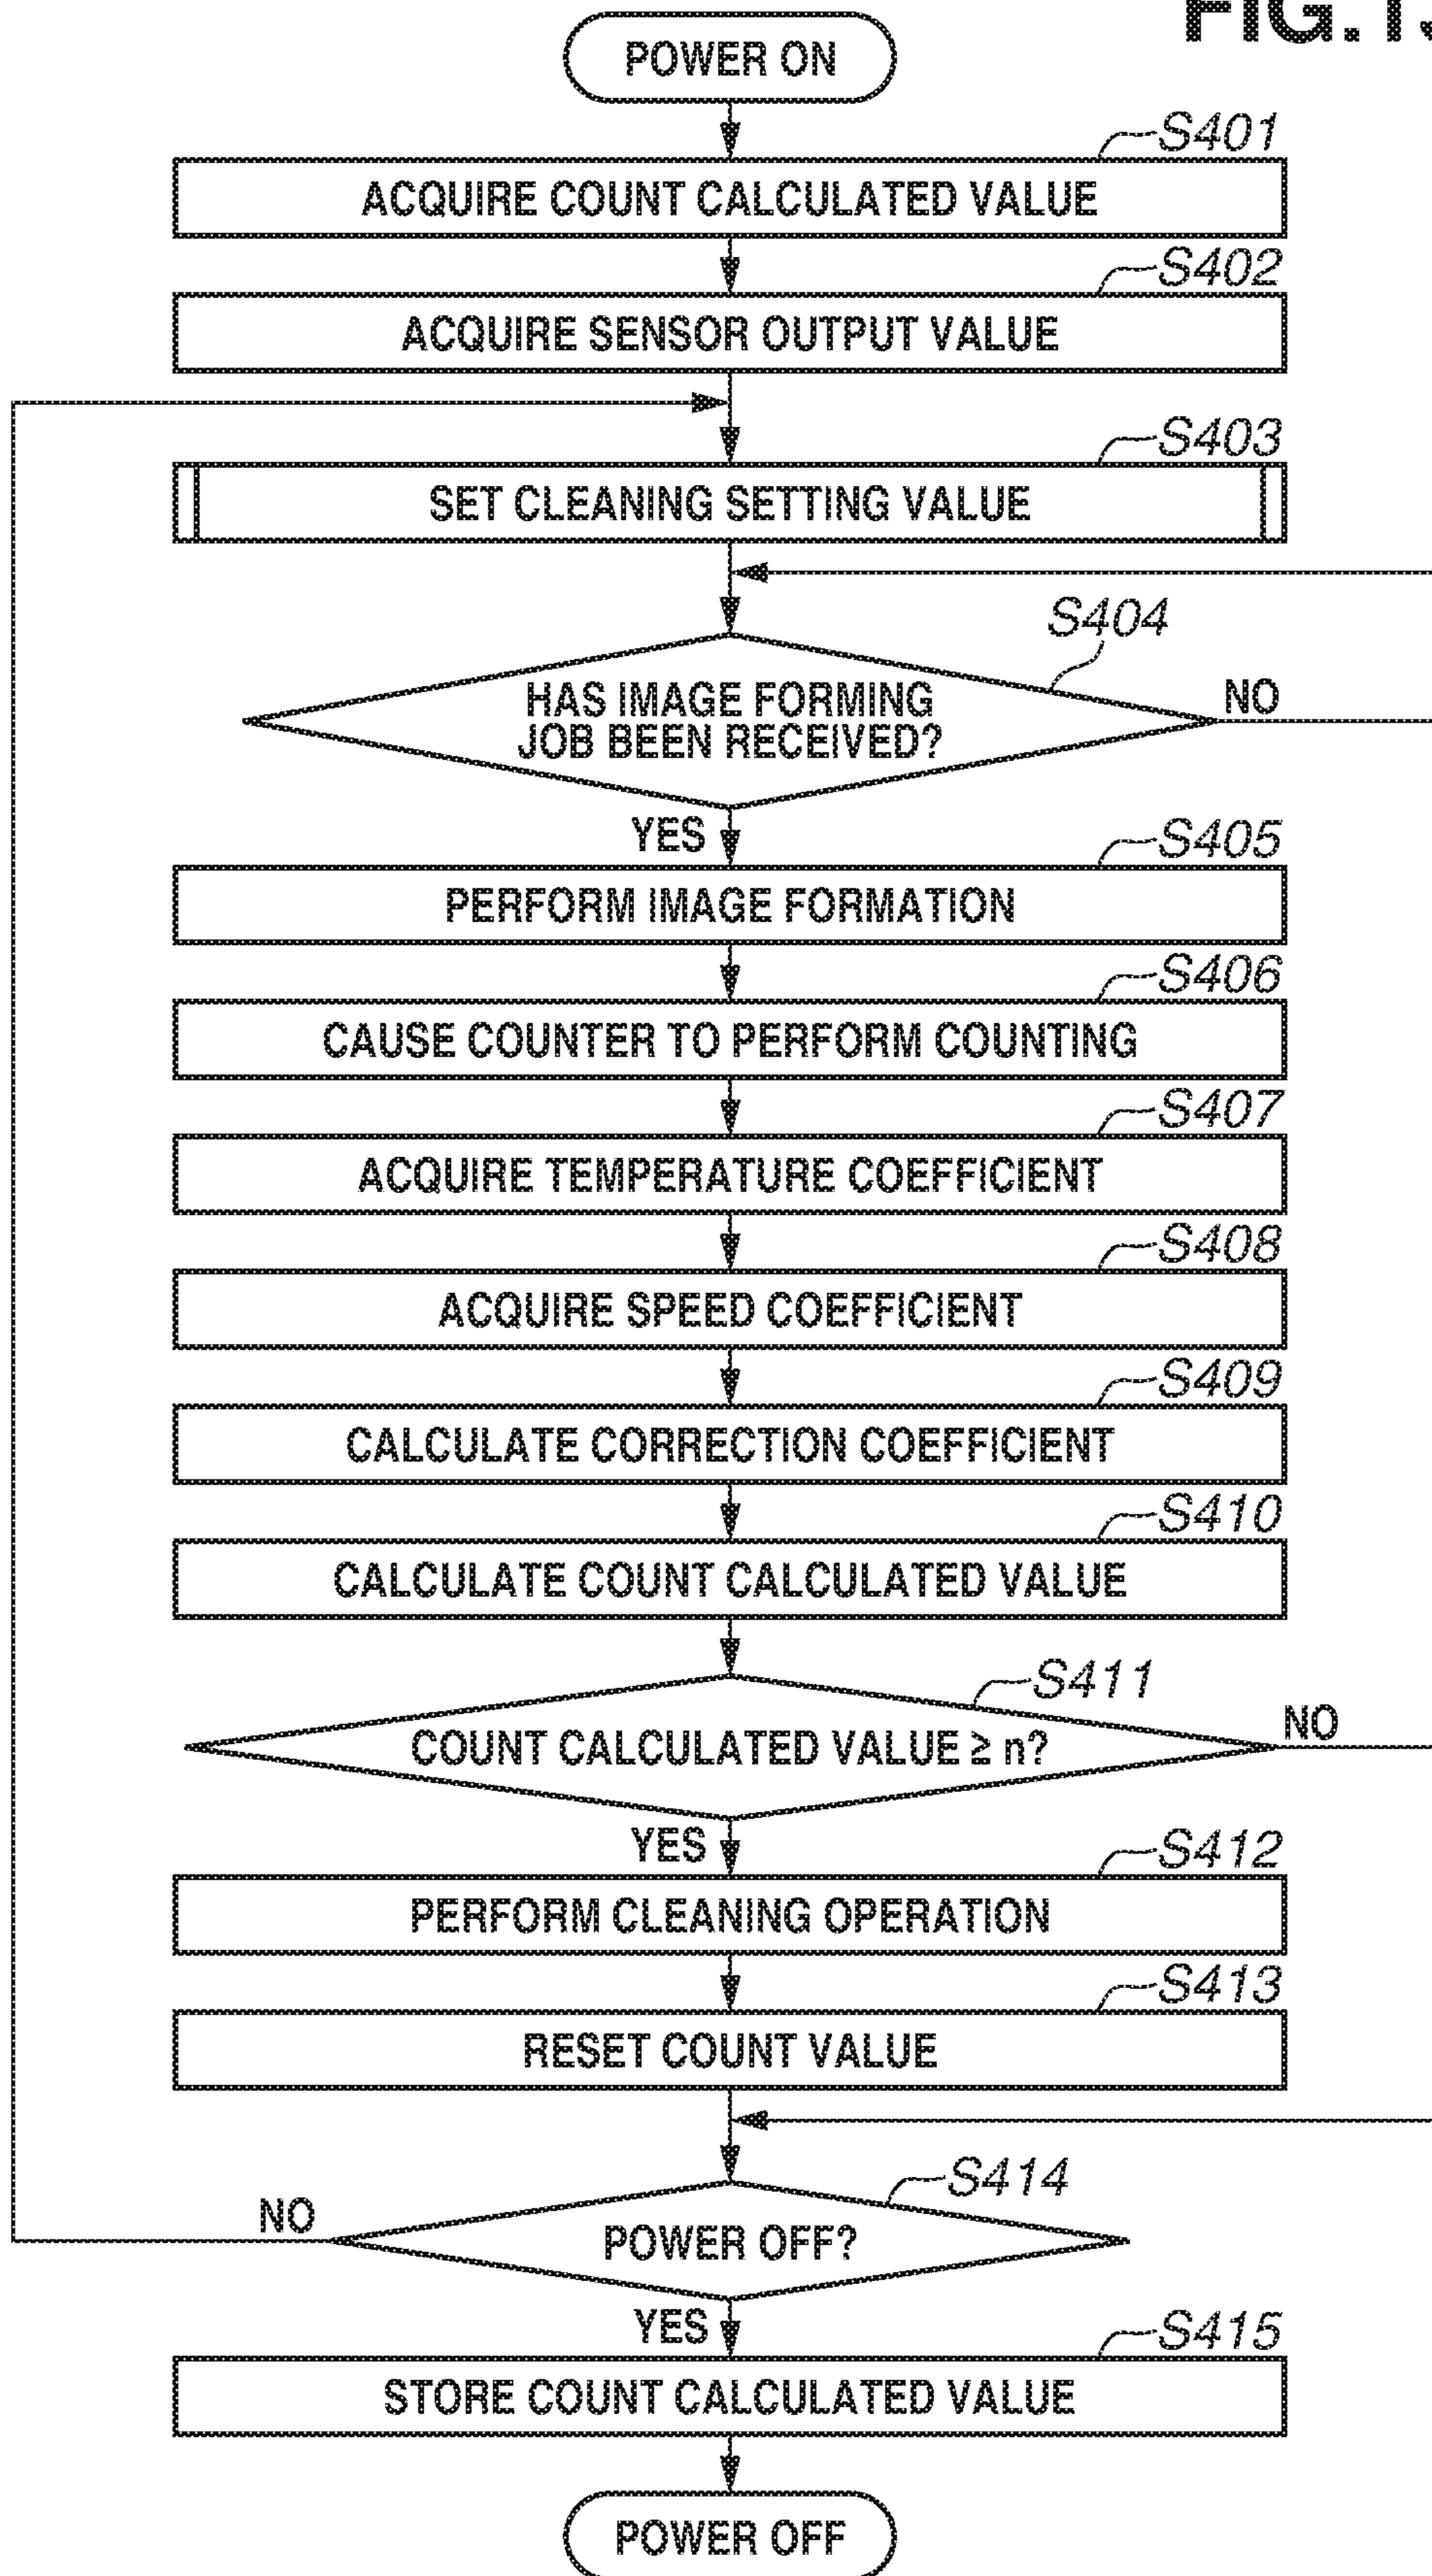 POWER ON
S401
ACQUIRE COUNT CALCULATED VALUE
S402
ACQUIRE SENSOR OUTPUT VALUE
S403
SET CLEANING SETTING VALUE
S404
HAS IMAGE FORMING
JOB BEEN RECEIVED?
NO
YES
S405
PERFORM IMAGE FORMATION
S406
CAUSE COUNTER TO PERFORM COUNTING
S407
ACQUIRE TEMPERATURE COEFFICIENT
S408
ACQUIRE SPEED COEFFICIENT
S409
CALCULATE CORRECTION COEFFICIENT
S410
CALCULATE COUNT CALCULATED VALUE
S411
COUNT CALCULATED VALUE ≥ n?
NO
YES
S412
PERFORM CLEANING OPERATION
S413
RESET COUNT VALUE
S414
NO
POWER OFF?
YES
S415
STORE COUNT CALCULATED VALUE
POWER OFF